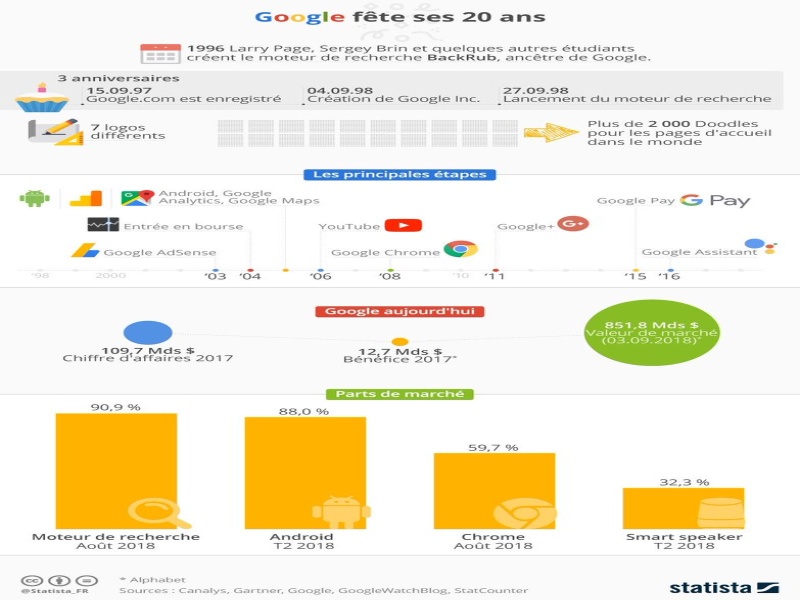 Google fête ses 20 ans
1996 Larry Page, Sergey Brin et quelques autres étudiants
créent le moteur de recherche BackRub, ancêtre de Google.
3 anniversaires
15.09.97
Google.com est enregistré
04.09.98
Création de Google Inc.
27.09.98
Lancement du moteur de recherche
7 logos
différents
Plus de 2 000 Doodles
pour les pages d'accueil
dans le monde
Les principales étapes
Android, Google
Analytics, Google Maps
Google Pay G Pay
Entrée en bourse
YouTube
Google+ G+
Google AdSense
Google Chrome
Google Assistant
'98 2000 '03 '04 '06 '08 '10 '11 '15 '16
Google aujourd'hui
109,7 Mds $
Chiffre d'affaires 2017
12,7 Mds $
Bénéfice 2017*
851,8 Mds $
Valeur de marché
(03.09.2018)*
Parts de marché
90,9 %
88,0 %
59,7 %
32,3 %
Moteur de recherche
Août 2018
Android
T2 2018
Chrome
Août 2018
Smart speaker
T2 2018
cc
@Statista_FR
* Alphabet
Sources : Canalys, Gartner, Google, GoogleWatchBlog, StatCounter
statista